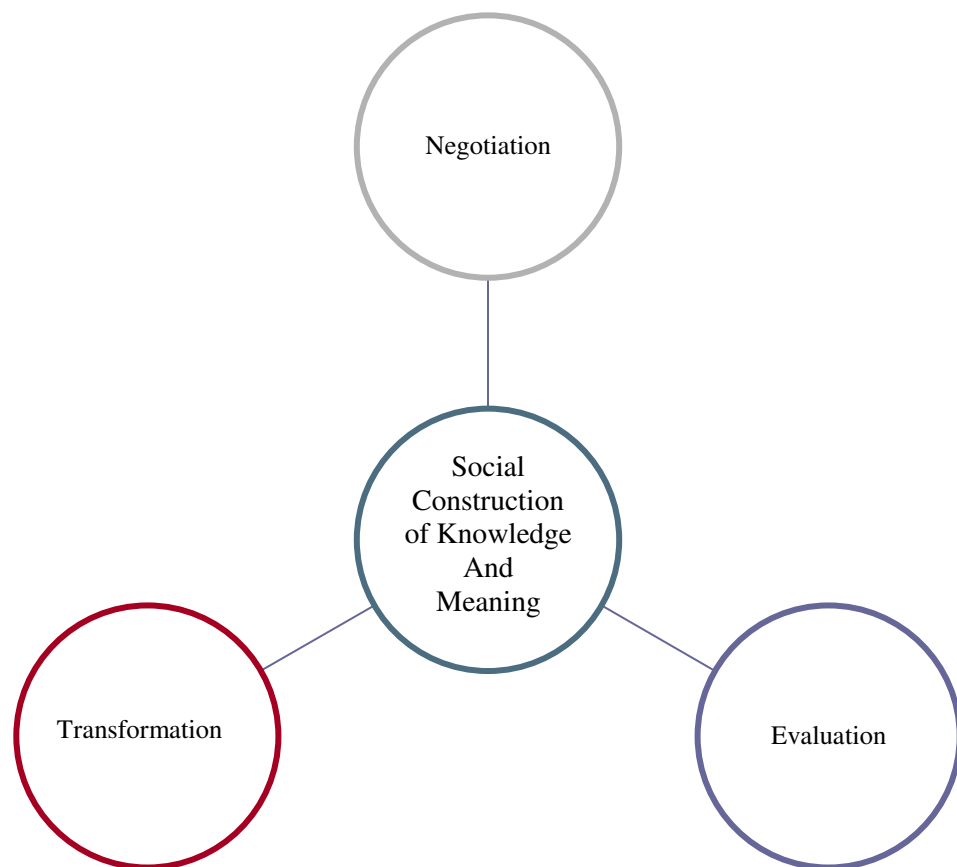 Negotiation
Social
Construction
of Knowledge
And
Meaning
Transformation
Evaluation